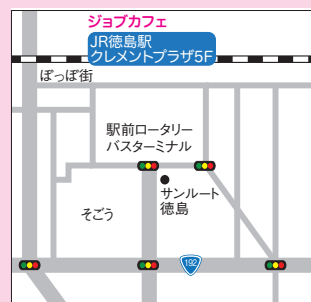 ジョブカフェ
JR徳島駅
クレメントプラザ5F
ぽっぽ街
駅前ロータリー
バスターミナル
サンルート
徳島
そごう
192